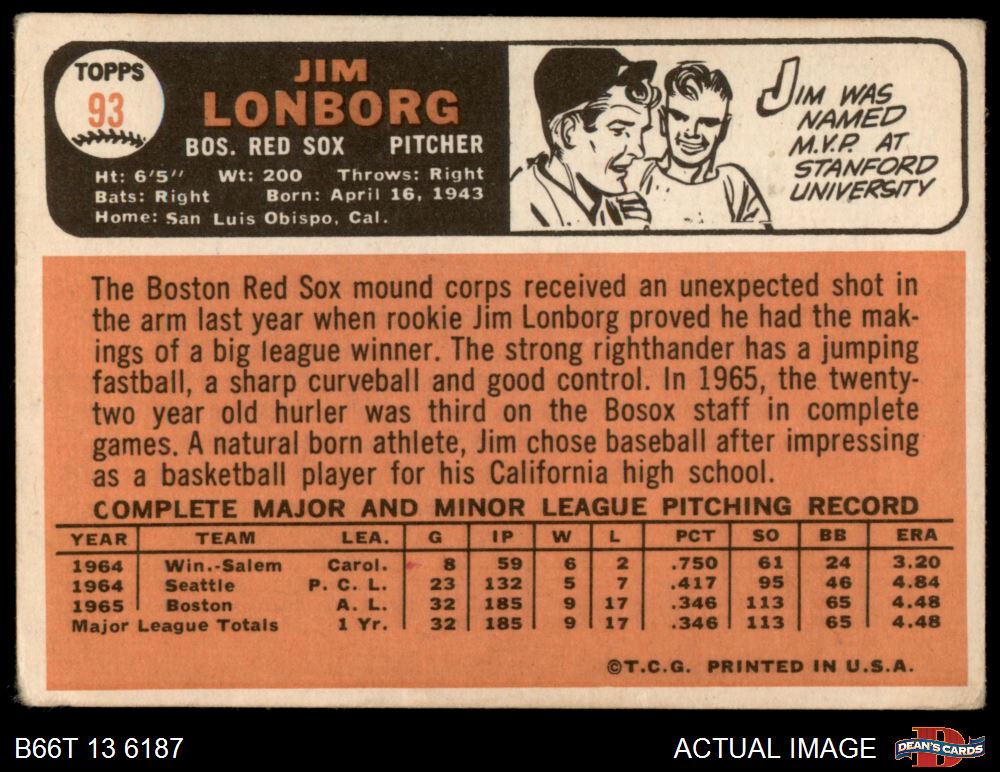 TOPPS
93
JIM
LONBORG
BOS. RED SOX PITCHER
Ht: 6'5" Wt: 200 Throws: Right
Bats: Right Born: April 16, 1943
Home: San Luis Obispo, Cal.
JIM WAS
NAMED
M.V.P. AT
STANFORD
UNIVERSITY
The Boston Red Sox mound corps received an unexpected shot in
the arm last year when rookie Jim Lonborg proved he had the mak-
ings of a big league winner. The strong righthander has a jumping
fastball, a sharp curveball and good control. In 1965, the twenty-
two year old hurler was third on the Bosox staff in complete
games. A natural born athlete, Jim chose baseball after impressing
as a basketball player for his California high school.
COMPLETE MAJOR AND MINOR LEAGUE PITCHING RECORD
YEAR TEAM LEA. G IP W L PCT SO BB ERA
1964 Win.-Salem Carol. 8 59 6 2 .750 61 24 3.20
1964 Seattle P. C. L. 23 132 5 7 .417 95 46 4.84
1965 Boston A. L. 32 185 9 17 .346 113 65 4.48
Major League Totals 1 Yr. 32 185 9 17 .346 113 65 4.48
©T.C.G. PRINTED IN U.S.A.
B66T 13 6187
ACTUAL IMAGE
D
DEAN'S CARDS